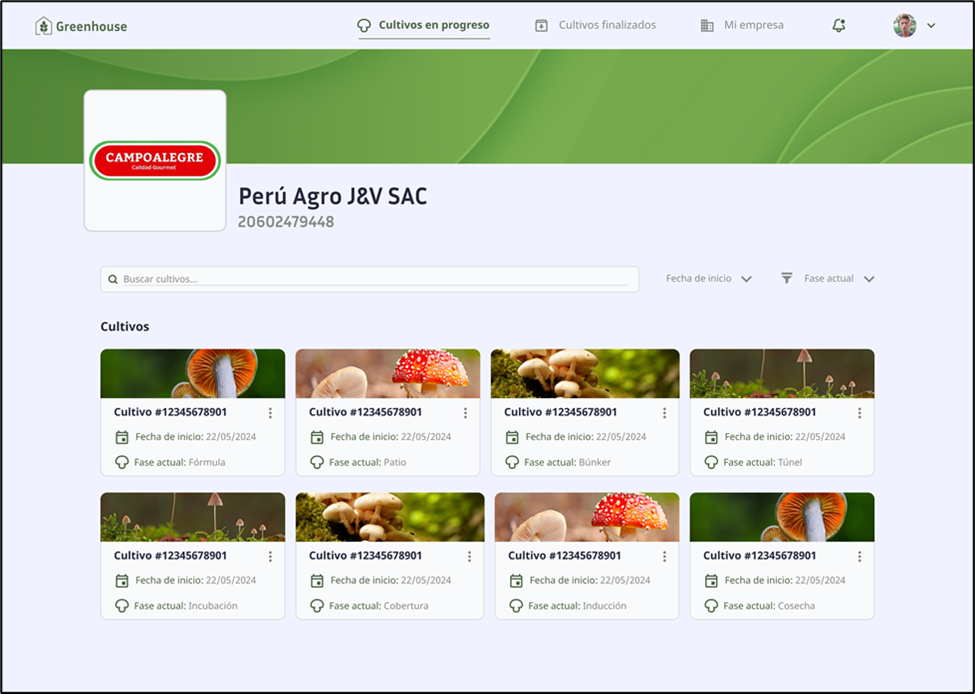 Greenhouse
Cultivos en progreso
Cultivos finalizados
Mi empresa
CAMPOALEGRE
Calidad Gourmet
Perú Agro J&V SAC
20602479448
Buscar cultivos...
Fecha de inicio
Fase actual
Cultivos
Cultivo #12345678901
Fecha de inicio: 22/05/2024
Fase actual: Fórmula
Cultivo #12345678901
Fecha de inicio: 22/05/2024
Fase actual: Patio
Cultivo #12345678901
Fecha de inicio: 22/05/2024
Fase actual: Búnker
Cultivo #12345678901
Fecha de inicio: 22/05/2024
Fase actual: Túnel
Cultivo #12345678901
Fecha de inicio: 22/05/2024
Fase actual: Incubación
Cultivo #12345678901
Fecha de inicio: 22/05/2024
Fase actual: Cobertura
Cultivo #12345678901
Fecha de inicio: 22/05/2024
Fase actual: Inducción
Cultivo #12345678901
Fecha de inicio: 22/05/2024
Fase actual: Cosecha